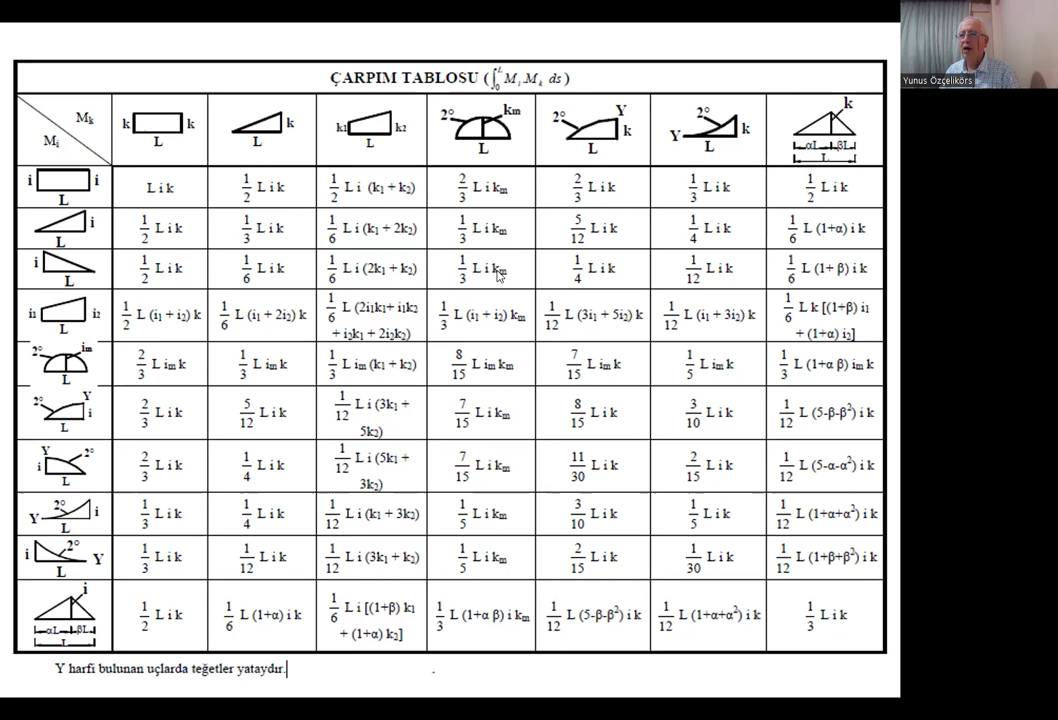 Yunus Özçelikörs
ÇARPIM TABLOSU (∫₀ᴸ Mᵢ Mₖ ds)
Mₖ
Mᵢ
k k L
k L
k1 k2 L
2° km L
2° Y k L
2° Y k L
k αL βL L
i i L
L i k
1/2 L i k
1/2 L i (k1 + k2)
2/3 L i km
2/3 L i k
1/3 L i k
1/2 L i k
i L
1/2 L i k
1/3 L i k
1/6 L i (k1 + 2k2)
1/3 L i km
5/12 L i k
1/4 L i k
1/6 L (1+α) i k
i L
1/2 L i k
1/6 L i k
1/6 L i (2k1 + k2)
1/3 L i km
1/4 L i k
1/12 L i k
1/6 L (1+ β) i k
i1 i2 L
1/2 L (i1 + i2) k
1/6 L (i1 + 2i2) k
1/6 L (2i1k1+ i1k2
+ i2k1 + 2i2k2)
1/3 L (i1 + i2) km
1/12 L (3i1 + 5i2) k
1/12 L (i1 + 3i2) k
1/6 L k [(1+β) i1
+ (1+α) i2]
2° im L
2/3 L im k
1/3 L im k
1/3 L im (k1 + k2)
8/15 L im km
7/15 L im k
1/5 L im k
1/3 L (1+α β) im k
2° Y i L
2/3 L i k
5/12 L i k
1/12 L i (3k1 +
5k2)
7/15 L i km
8/15 L i k
3/10 L i k
1/12 L (5-β-β²) i k
Y 2° i L
2/3 L i k
1/4 L i k
1/12 L i (5k1 +
3k2)
7/15 L i km
11/30 L i k
2/15 L i k
1/12 L (5-α-α²) i k
2° Y i L
1/3 L i k
1/4 L i k
1/12 L i (k1 + 3k2)
1/5 L i km
3/10 L i k
1/5 L i k
1/12 L (1+α+α²) i k
i 2° Y L
1/3 L i k
1/12 L i k
1/12 L i (3k1 + k2)
1/5 L i km
2/15 L i k
1/30 L i k
1/12 L (1+β+β²) i k
i αL βL L
1/2 L i k
1/6 L (1+α) i k
1/6 L i [(1+β) k1
+ (1+α) k2]
1/3 L (1+α β) i km
1/12 L (5-β-β²) i k
1/12 L (1+α+α²) i k
1/3 L i k
Y harfi bulunan uçlarda teğetler yataydır.